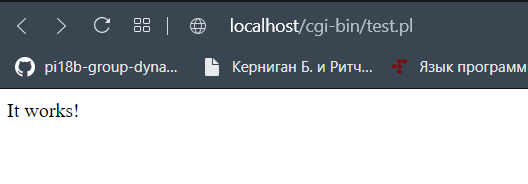 localhost/cgi-bin/test.pl
pi18b-group-dyna... Керниган Б. и Ритч... Язык программ
It works!